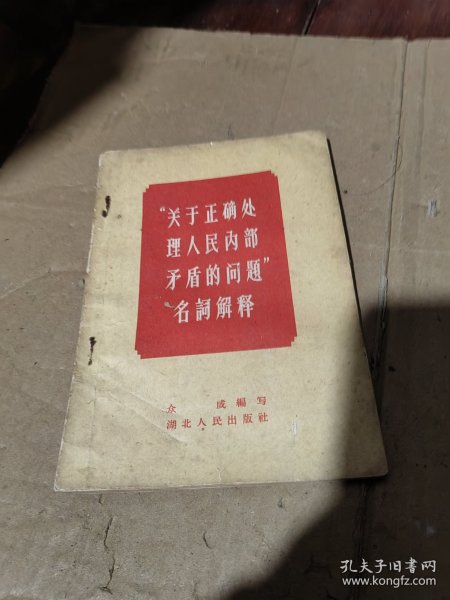 “关于正确处
理人民内部
矛盾的问题”
名詞解释
众 成編写
湖北人民出版社
孔夫子旧书网
www.kongfz.com